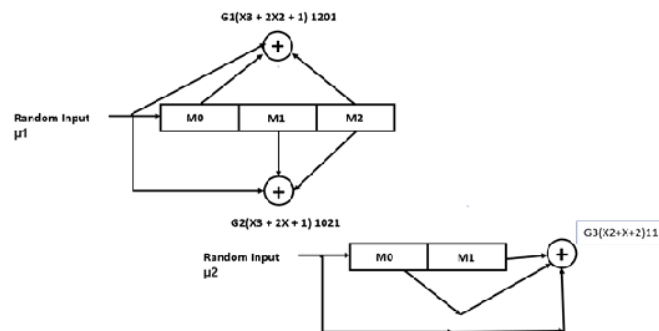 G1(X3 + 2X2 + 1) 1201
Random Input
μ1
M0 M1 M2
G2(X3 + 2X + 1) 1021
Random Input
μ2
M0 M1
G3(X2+X+2)11